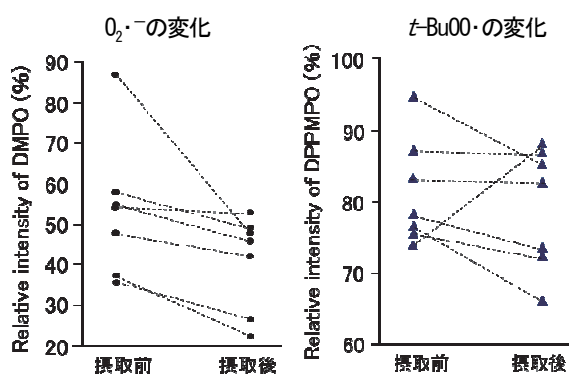 O₂·⁻の変化
Relative intensity of DMPO (%)
90
80
70
60
50
40
30
20
摂取前 摂取後
t-BuOO·の変化
Relative intensity of DPPMPO (%)
100
90
80
70
60
摂取前 摂取後